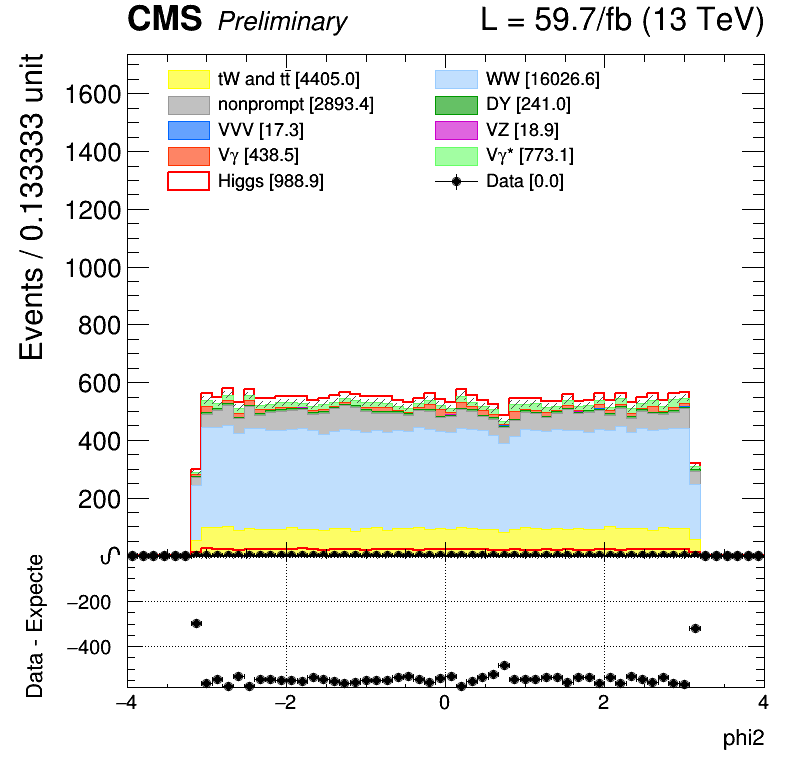 CMS Preliminary L = 59.7/fb (13 TeV)
Events / 0.133333 unit
tW and tt̄ [4405.0] WW [16026.6]
nonprompt [2893.4] DY [241.0]
VVV [17.3] VZ [18.9]
Vγ [438.5] Vγ* [773.1]
Higgs [988.9] Data [0.0]
1600
1400
1200
1000
800
600
400
200
Data - Expecte
−200
−400
−4 −2 0 2 4
phi2